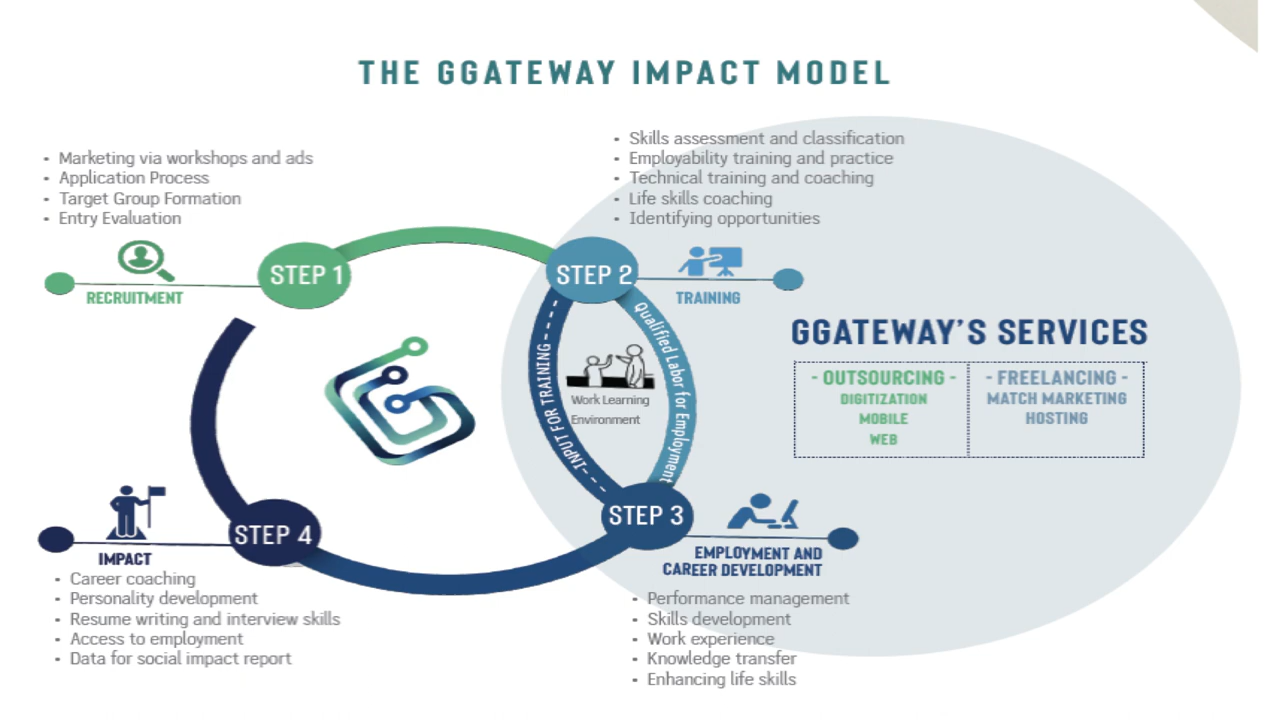 THE GGATEWAY IMPACT MODEL
• Marketing via workshops and ads
• Application Process
• Target Group Formation
• Entry Evaluation
• Skills assessment and classification
• Employability training and practice
• Technical training and coaching
• Life skills coaching
• Identifying opportunities
STEP 1
RECRUITMENT
STEP 2
TRAINING
INPUT FOR TRAINING
Qualified Labor for Employment
Work Learning
Environment
GGATEWAY'S SERVICES
- OUTSOURCING -
DIGITIZATION
MOBILE
WEB
- FREELANCING -
MATCH MARKETING
HOSTING
STEP 3
EMPLOYMENT AND
CAREER DEVELOPMENT
• Performance management
• Skills development
• Work experience
• Knowledge transfer
• Enhancing life skills
STEP 4
IMPACT
• Career coaching
• Personality development
• Resume writing and interview skills
• Access to employment
• Data for social impact report